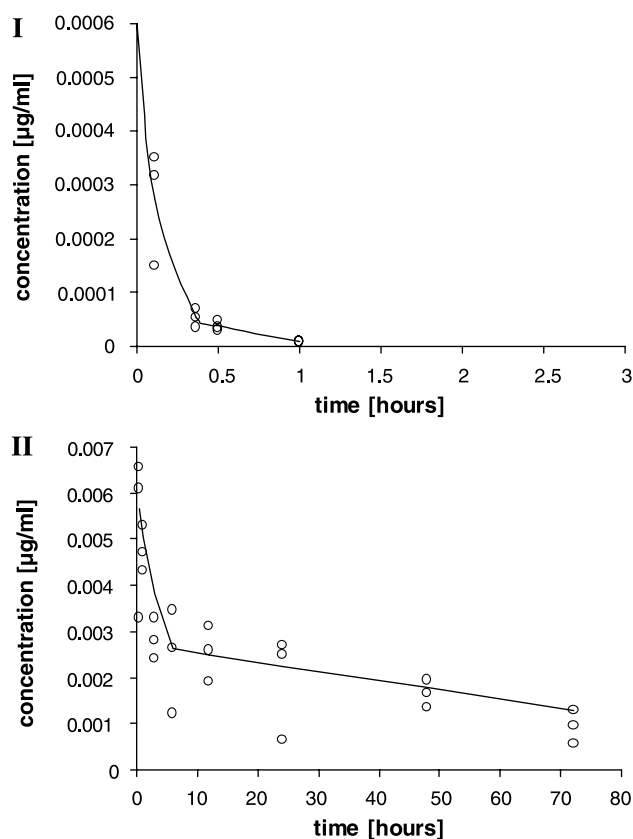 I
0.0006
0.0005
0.0004
0.0003
0.0002
0.0001
0
concentration [µg/ml]
0 0.5 1 1.5 2 2.5 3
time [hours]
II
0.007
0.006
0.005
0.004
0.003
0.002
0.001
0
concentration [µg/ml]
0 10 20 30 40 50 60 70 80
time [hours]